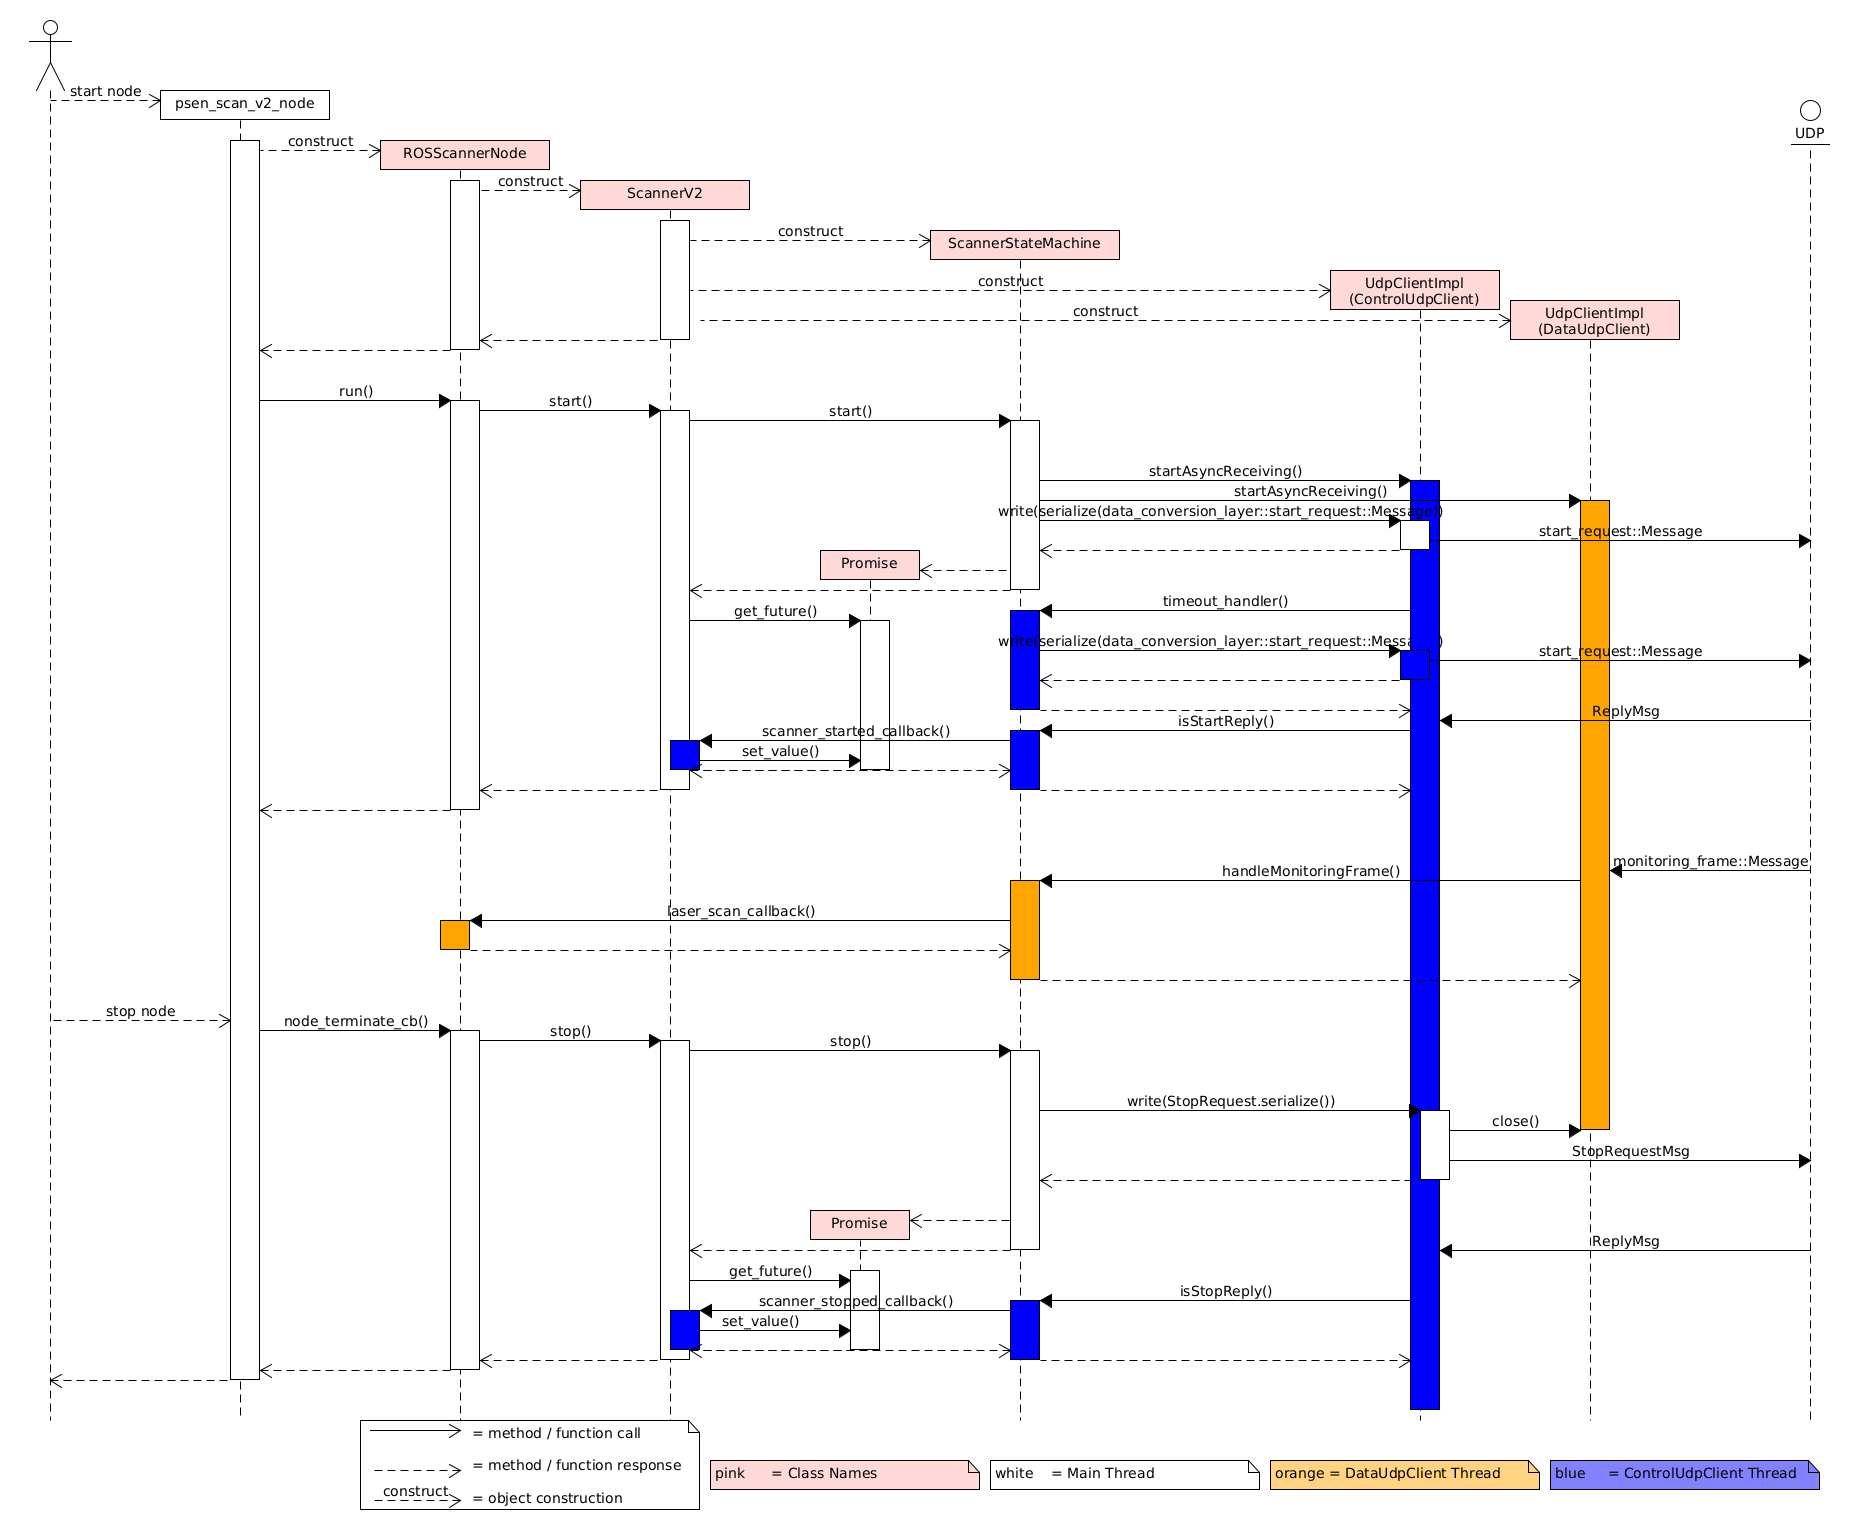 start node
psen_scan_v2_node
UDP
construct
ROSScannerNode
construct
ScannerV2
construct
ScannerStateMachine
construct
UdpClientImpl
(ControlUdpClient)
construct
UdpClientImpl
(DataUdpClient)
run()
start()
start()
startAsyncReceiving()
startAsyncReceiving()
write(serialize(data_conversion_layer::start_request::Message))
start_request::Message
Promise
get_future()
timeout_handler()
write(serialize(data_conversion_layer::start_request::Message))
start_request::Message
ReplyMsg
isStartReply()
scanner_started_callback()
set_value()
monitoring_frame::Message
handleMonitoringFrame()
laser_scan_callback()
stop node
node_terminate_cb()
stop()
stop()
write(StopRequest.serialize())
close()
StopRequestMsg
Promise
ReplyMsg
get_future()
isStopReply()
scanner_stopped_callback()
set_value()
= method / function call
= method / function response
construct
= object construction
pink = Class Names
white = Main Thread
orange = DataUdpClient Thread
blue = ControlUdpClient Thread